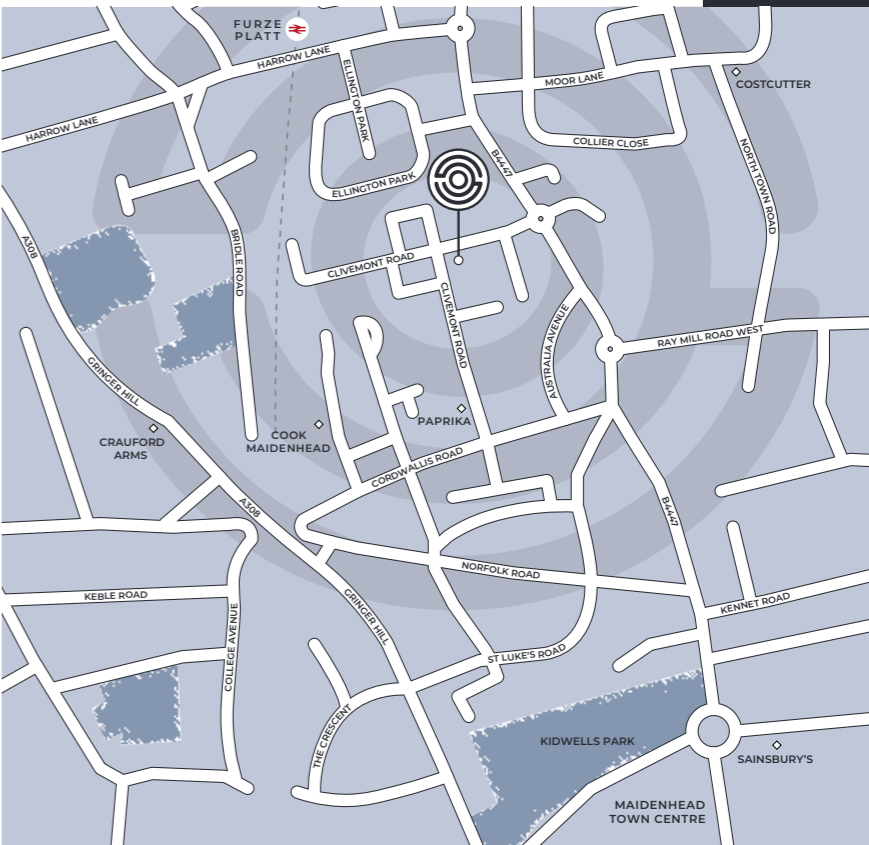 FURZE
PLATT
HARROW LANE
HARROW LANE
ELLINGTON PARK
ELLINGTON PARK
MOOR LANE
COSTCUTTER
COLLIER CLOSE
B4447
NORTH TOWN ROAD
A308
BRIDLE ROAD
CLIVEMONT ROAD
CLIVEMONT ROAD
AUSTRALIA AVENUE
RAY MILL ROAD WEST
GRINGER HILL
CRAUFORD
ARMS
COOK
MAIDENHEAD
PAPRIKA
CORDWALLIS ROAD
A308
B4447
NORFOLK ROAD
KEBLE ROAD
GRINGER HILL
KENNET ROAD
COLLEGE AVENUE
ST LUKE'S ROAD
THE CRESCENT
KIDWELLS PARK
SAINSBURY'S
MAIDENHEAD
TOWN CENTRE